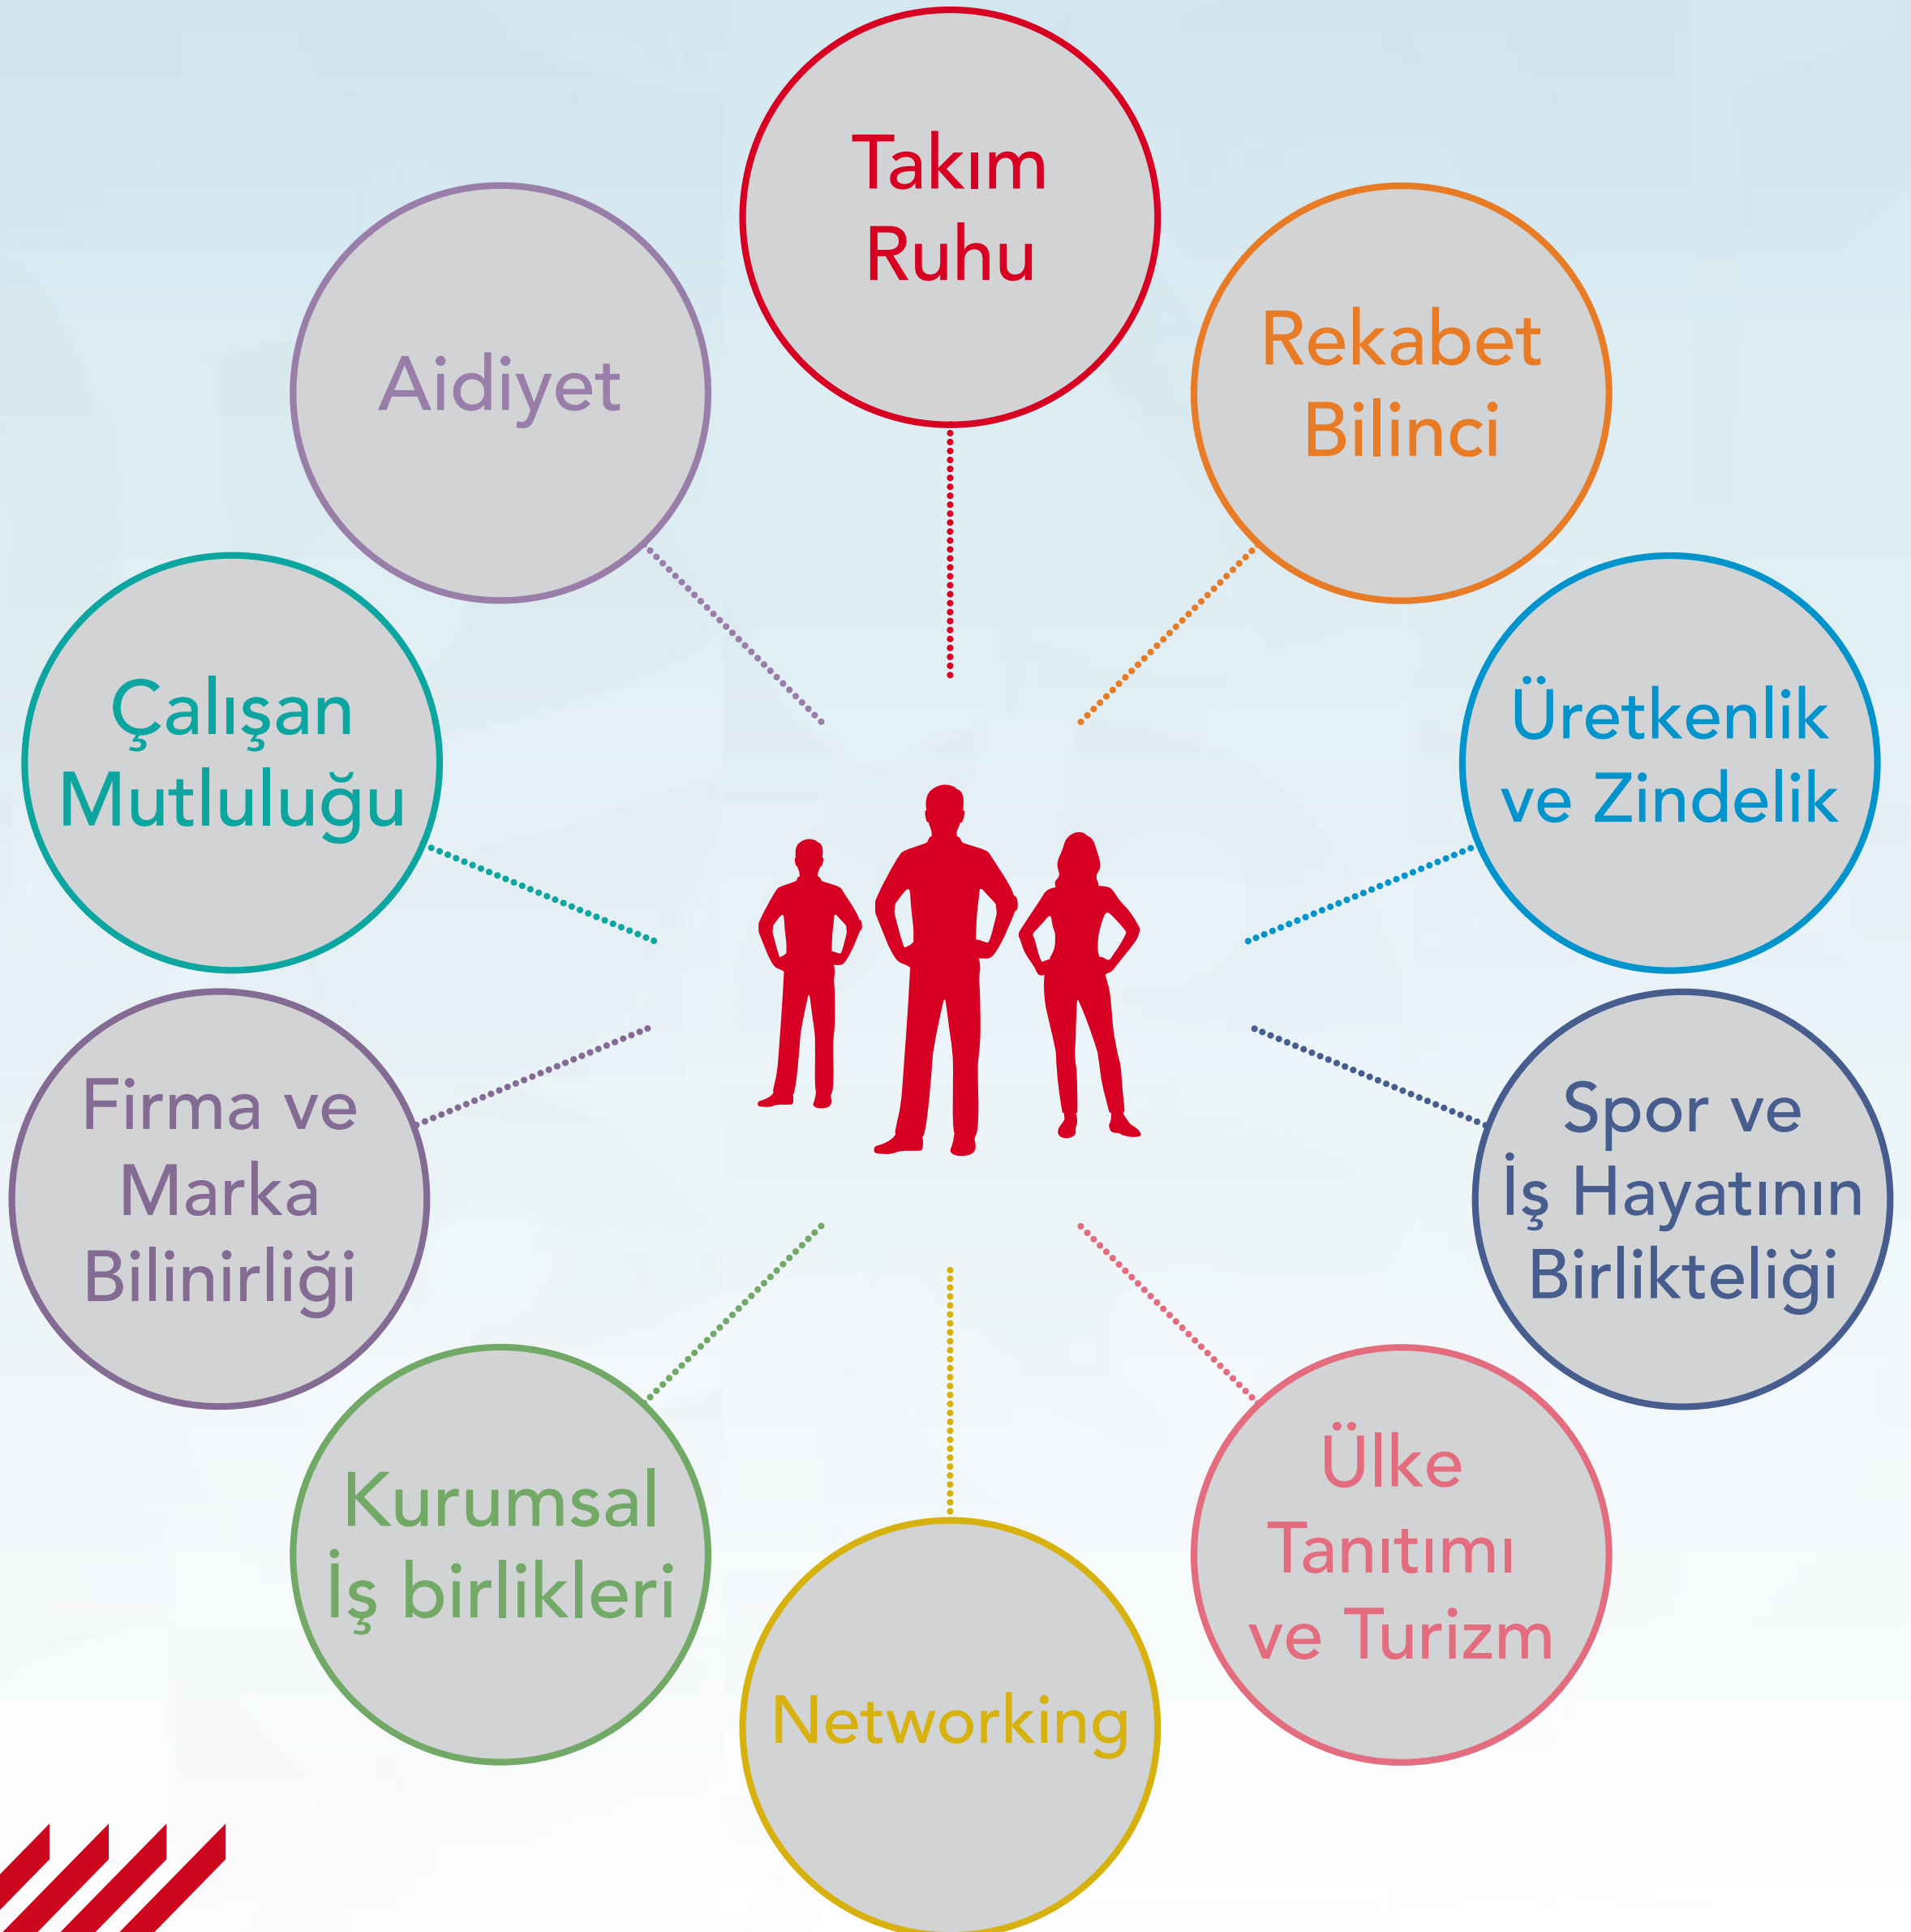 Takım
Ruhu
Rekabet
Bilinci
Üretkenlik
ve Zindelik
Spor ve
İş Hayatının
Birlikteliği
Ülke
Tanıtımı
ve Turizm
Networking
Kurumsal
İş birlikleri
Firma ve
Marka
Bilinirliği
Çalışan
Mutluluğu
Aidiyet